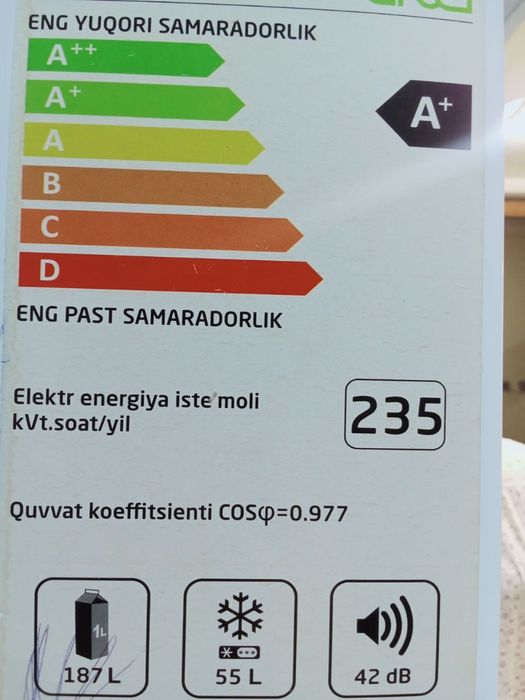 ENG YUQORI SAMARADORLIK
A++
A+
A+
A
B
C
D
ENG PAST SAMARADORLIK
Elektr energiya iste'moli
kVt.soat/yil
235
Quvvat koeffitsienti COSφ=0.977
1L
187 L
55 L
42 dB